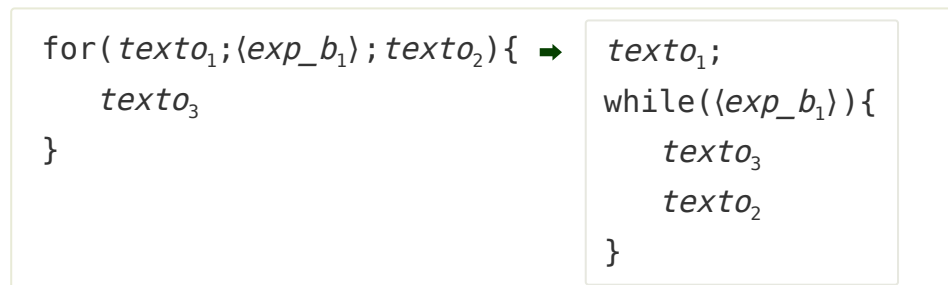 for(texto₁;⟨exp_b₁⟩;texto₂){ ➡
texto₃
}
texto₁;
while(⟨exp_b₁⟩){
texto₃
texto₂
}